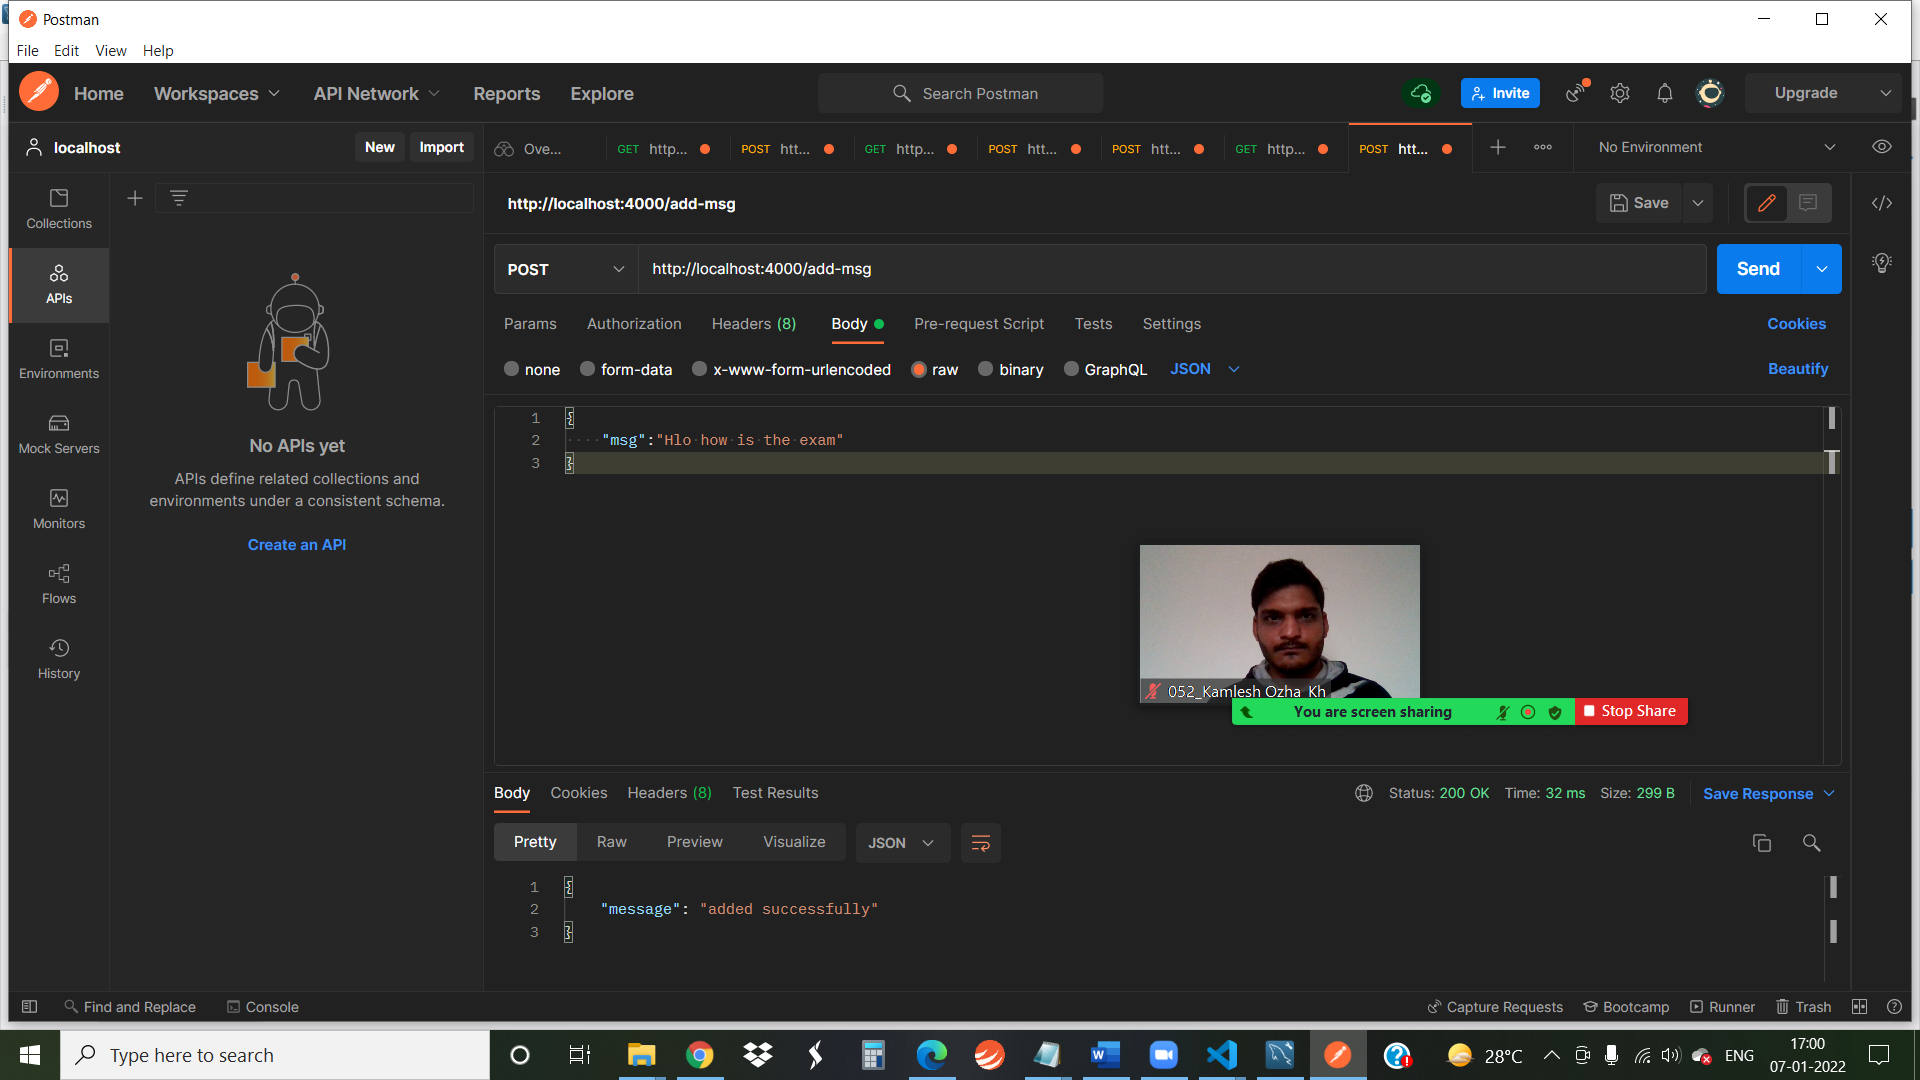 Postman
File Edit View Help
Home Workspaces API Network Reports Explore Search Postman Invite Upgrade
localhost New Import Ove... GET http... POST htt... GET http... POST htt... POST htt... GET http... POST htt... No Environment
http://localhost:4000/add-msg Save
Collections
APIs
Environments
Mock Servers
Monitors
Flows
History
No APIs yet
APIs define related collections and
environments under a consistent schema.
Create an API
POST http://localhost:4000/add-msg Send
Params Authorization Headers (8) Body Pre-request Script Tests Settings Cookies
none form-data x-www-form-urlencoded raw binary GraphQL JSON Beautify
1 {
2 "msg":"Hlo how is the exam"
3 }
052_Kamlesh Ozha_Kh
You are screen sharing Stop Share
Body Cookies Headers (8) Test Results Status: 200 OK Time: 32 ms Size: 299 B Save Response
Pretty Raw Preview Visualize JSON
1 {
2 "message": "added successfully"
3 }
Find and Replace Console Capture Requests Bootcamp Runner Trash
Type here to search 28°C ENG 17:00
07-01-2022